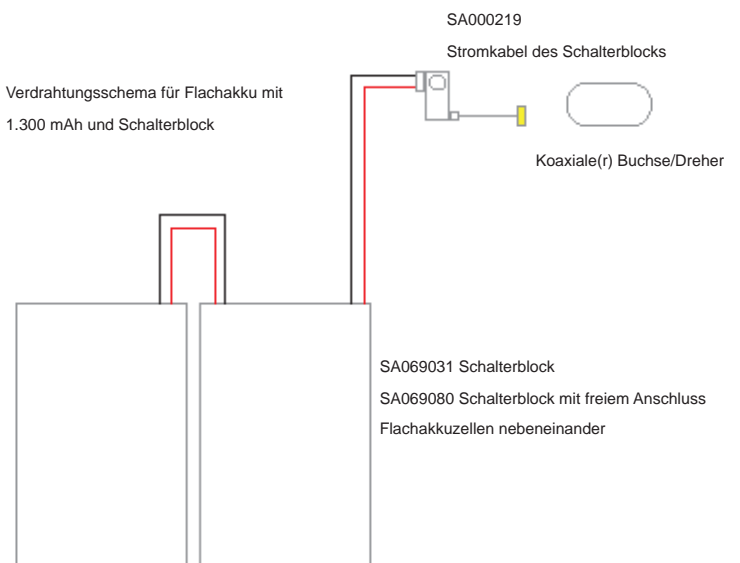 SA000219
Stromkabel des Schalterblocks
Verdrahtungsschema für Flachakku mit
1.300 mAh und Schalterblock
Koaxiale(r) Buchse/Dreher
SA069031 Schalterblock
SA069080 Schalterblock mit freiem Anschluss
Flachakkuzellen nebeneinander